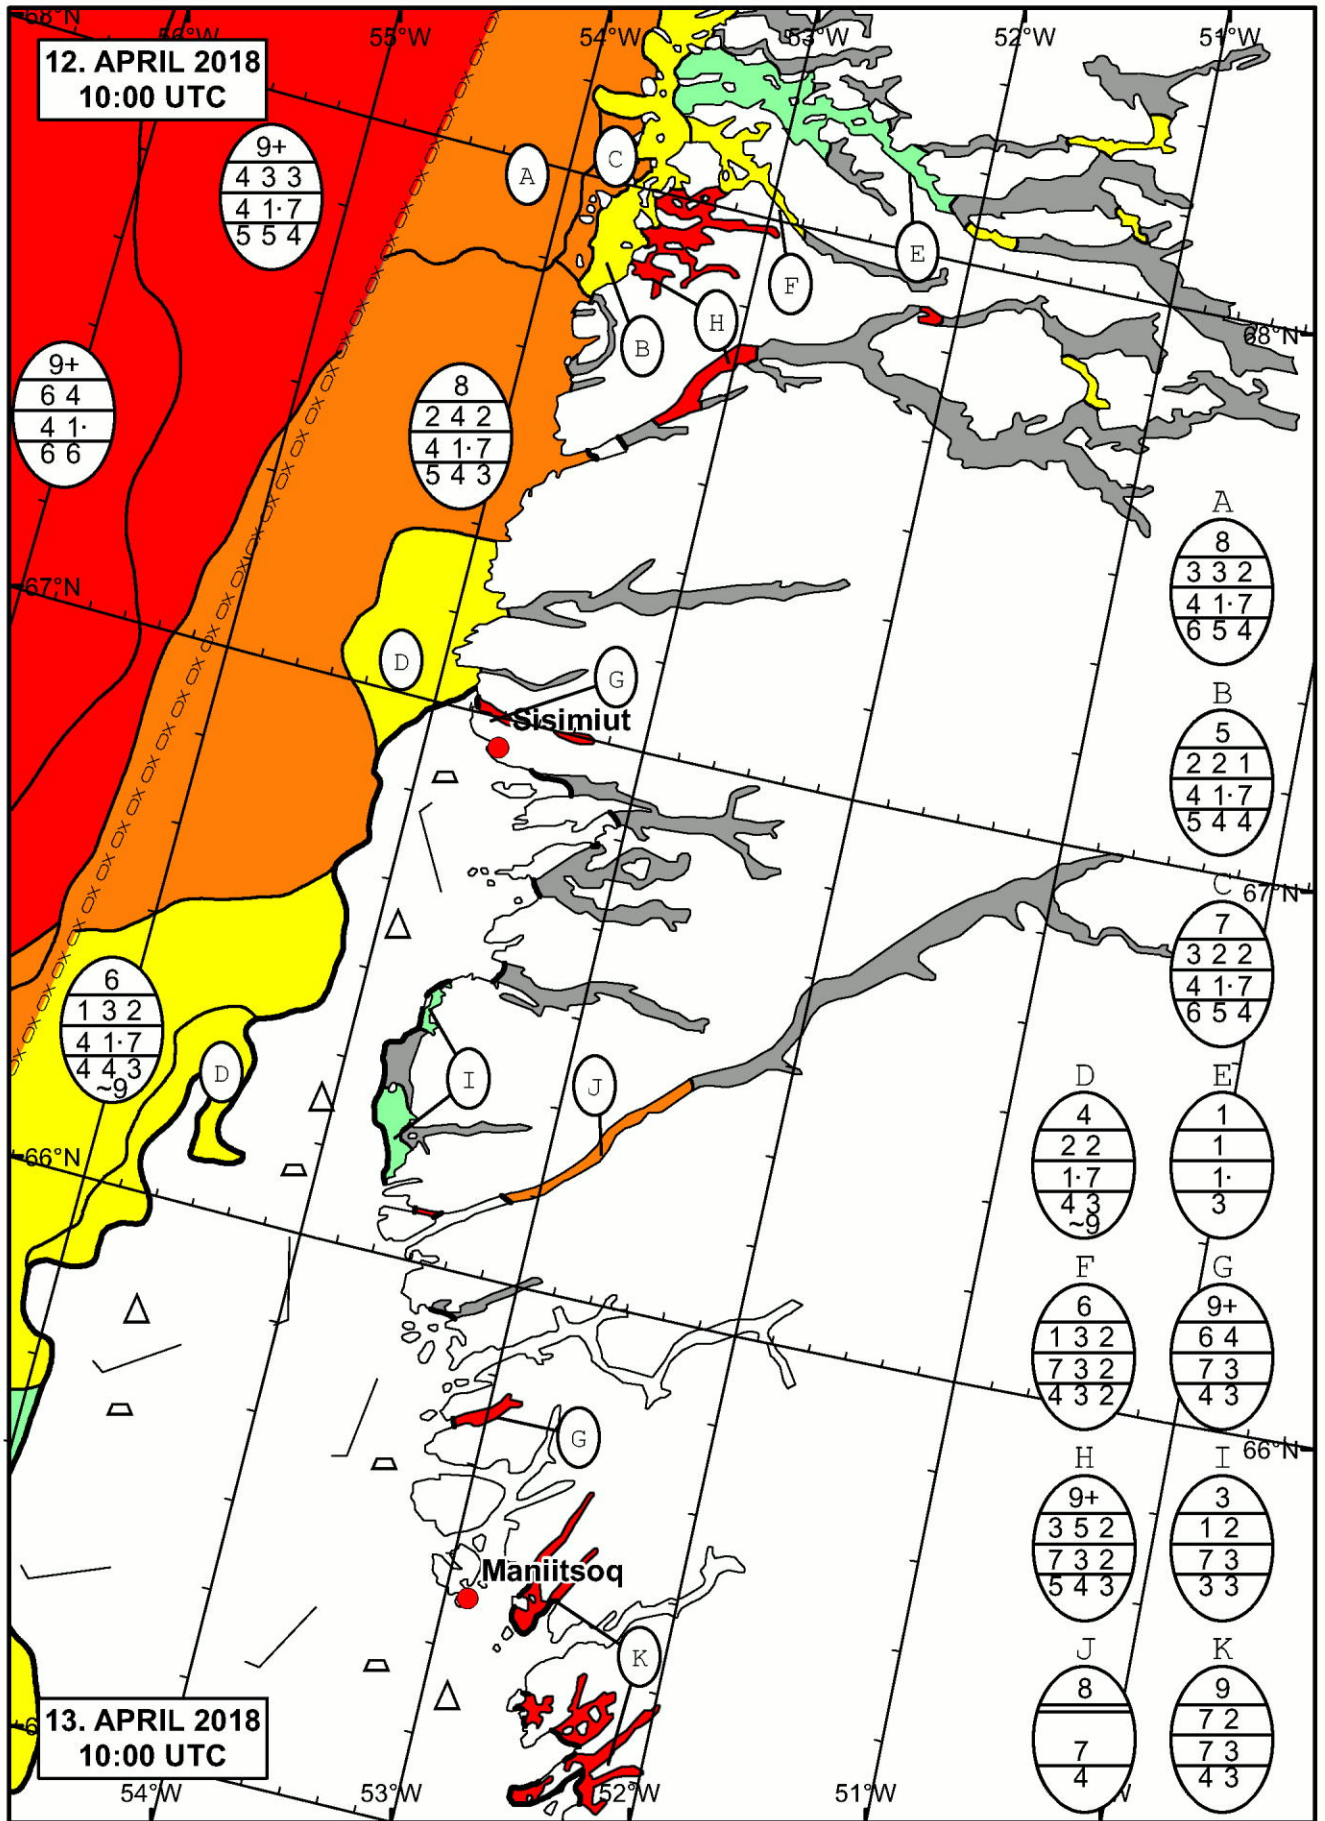 68°N
56°W
55°W
54°W
53°W
52°W
51°W
12. APRIL 2018
10:00 UTC
9+
4 3 3
4 1·7
5 5 4
A
C
E
F
H
B
68°N
9+
6 4
4 1·
6 6
8
2 4 2
4 1·7
5 4 3
A
8
3 3 2
4 1·7
6 5 4
67°N
D
G
Sisimiut
B
5
2 2 1
4 1·7
5 4 4
67°N
C
7
3 2 2
4 1·7
6 5 4
6
1 3 2
4 1·7
4 4 3
~9
D
I
J
66°N
D
4
2 2
1·7
4 3
~9
E
1
1
1·
3
F
6
1 3 2
7 3 2
4 3 2
G
9+
6 4
7 3
4 3
G
66°N
H
9+
3 5 2
7 3 2
5 4 3
I
3
1 2
7 3
3 3
Maniitsoq
K
J
8
7
4
K
9
7 2
7 3
4 3
13. APRIL 2018
10:00 UTC
54°W
53°W
52°W
51°W